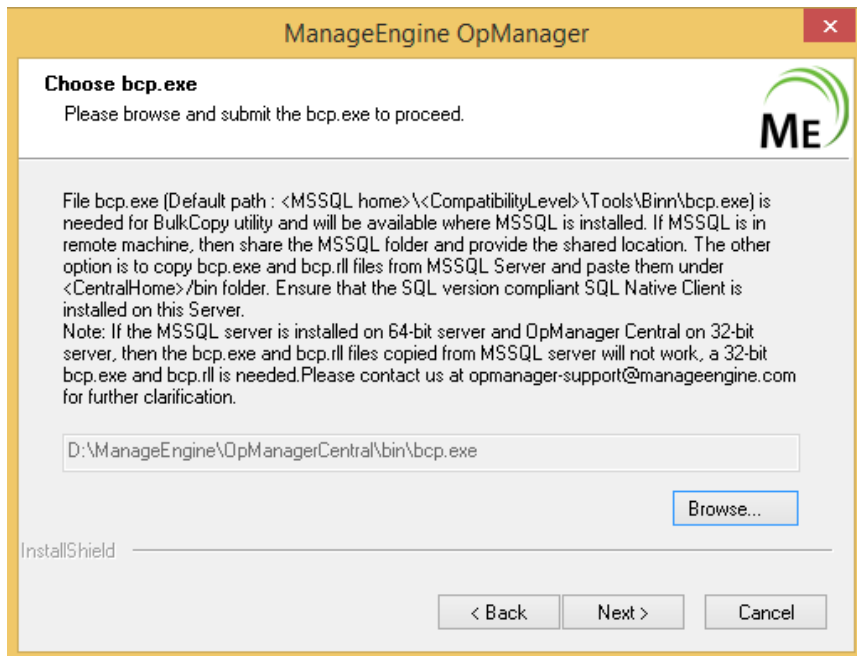 ManageEngine OpManager
Choose bcp.exe
Please browse and submit the bcp.exe to proceed.
ME
File bcp.exe (Default path : <MSSQL home>\<CompatibilityLevel>\Tools\Binn\bcp.exe) is
needed for BulkCopy utility and will be available where MSSQL is installed. If MSSQL is in
remote machine, then share the MSSQL folder and provide the shared location. The other
option is to copy bcp.exe and bcp.rll files from MSSQL Server and paste them under
<CentralHome>/bin folder. Ensure that the SQL version compliant SQL Native Client is
installed on this Server.
Note: If the MSSQL server is installed on 64-bit server and OpManager Central on 32-bit
server, then the bcp.exe and bcp.rll files copied from MSSQL server will not work, a 32-bit
bcp.exe and bcp.rll is needed.Please contact us at opmanager-support@manageengine.com
for further clarification.
D:\ManageEngine\OpManagerCentral\bin\bcp.exe
Browse...
InstallShield
< Back Next > Cancel